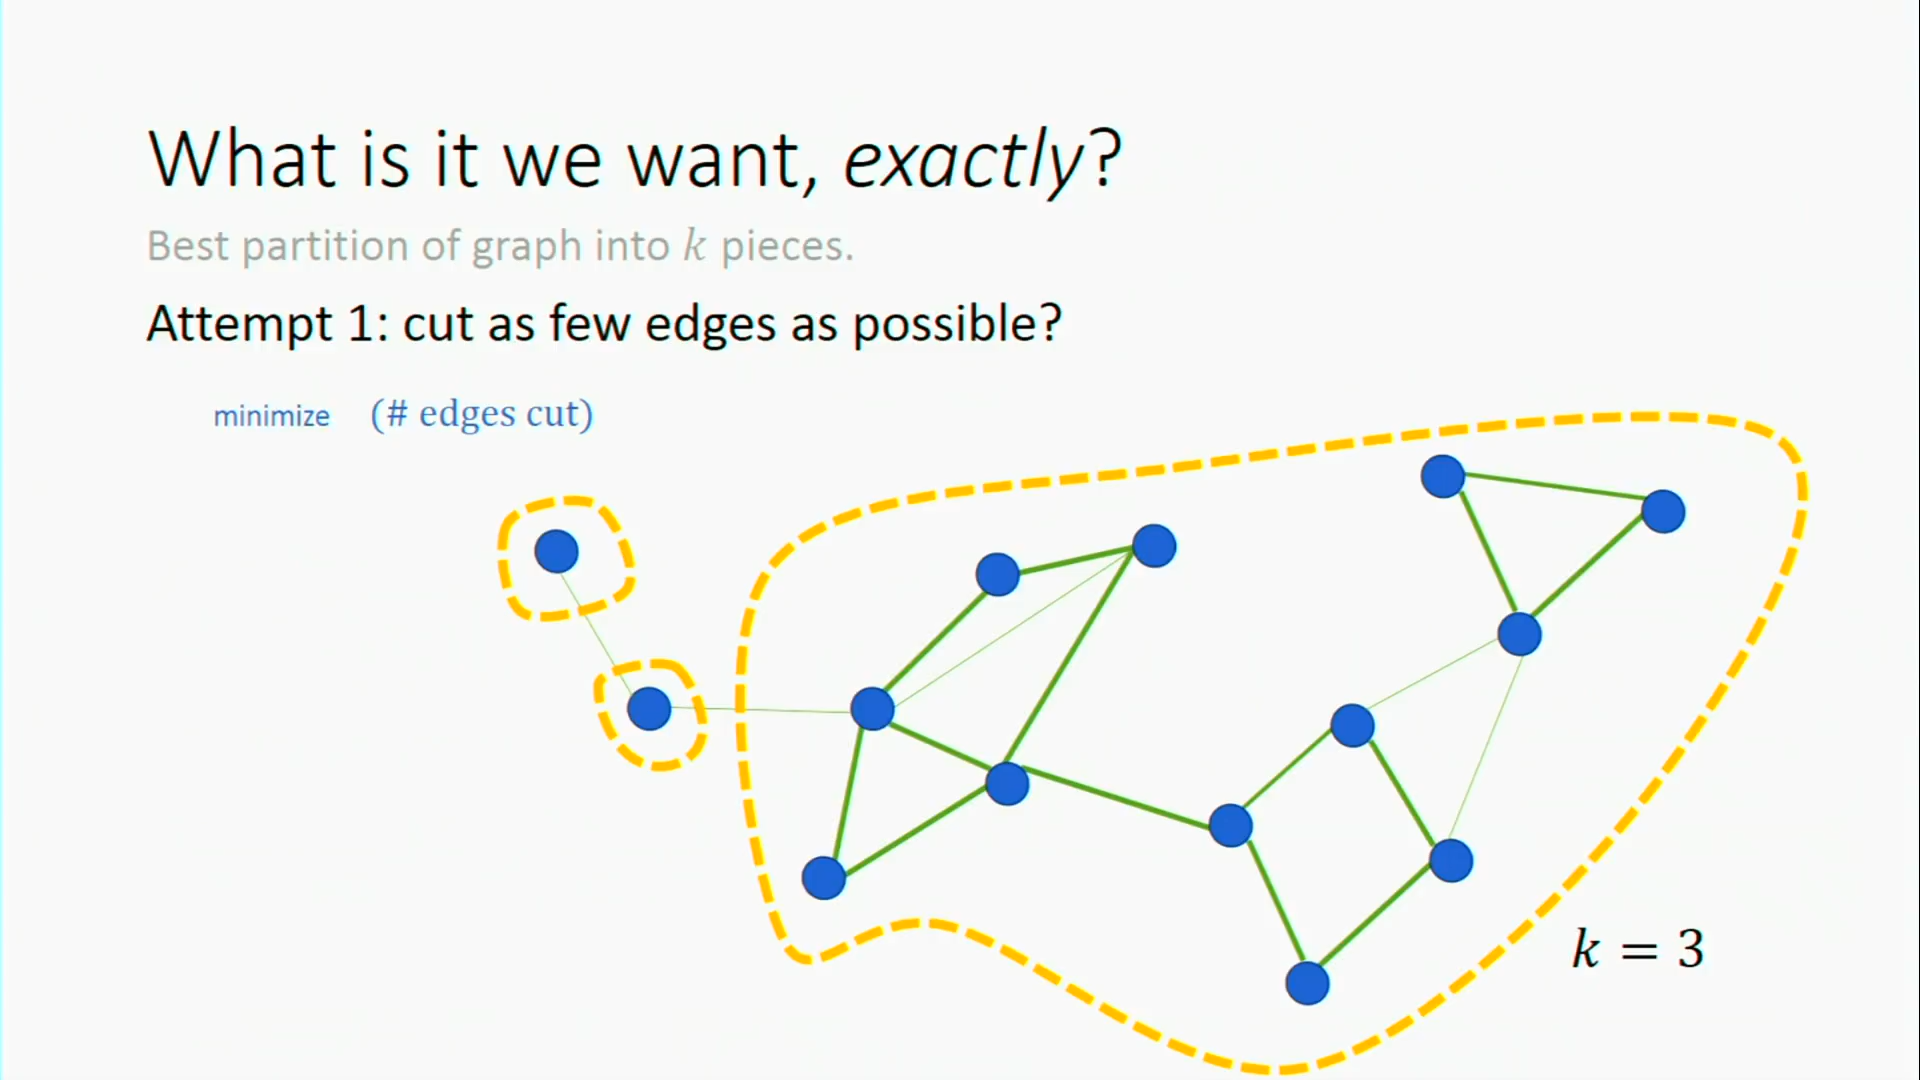 What is it we want, exactly?
Best partition of graph into k pieces.
Attempt 1: cut as few edges as possible?
minimize (# edges cut)
k = 3